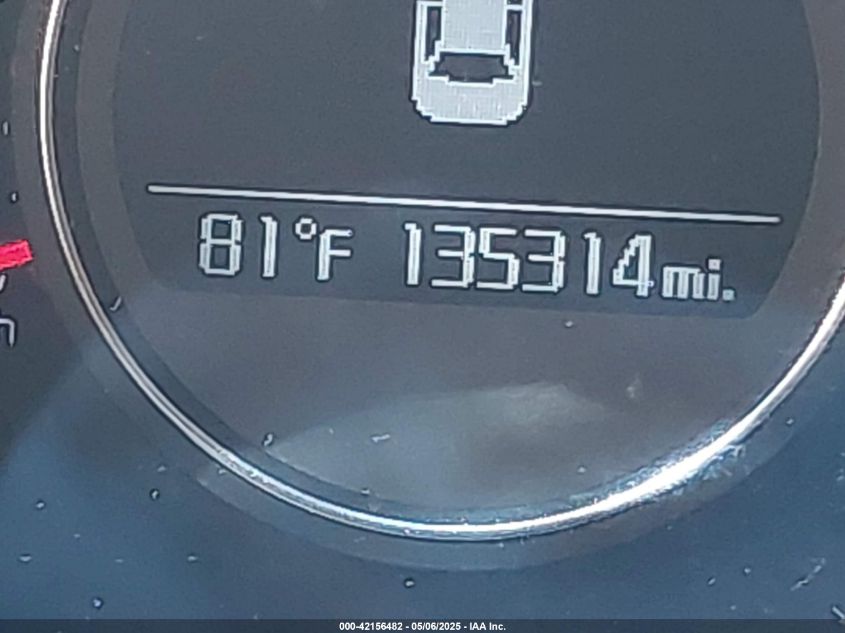 81°F 135314mi.
000-42156482 - 05/06/2025 - IAA Inc.